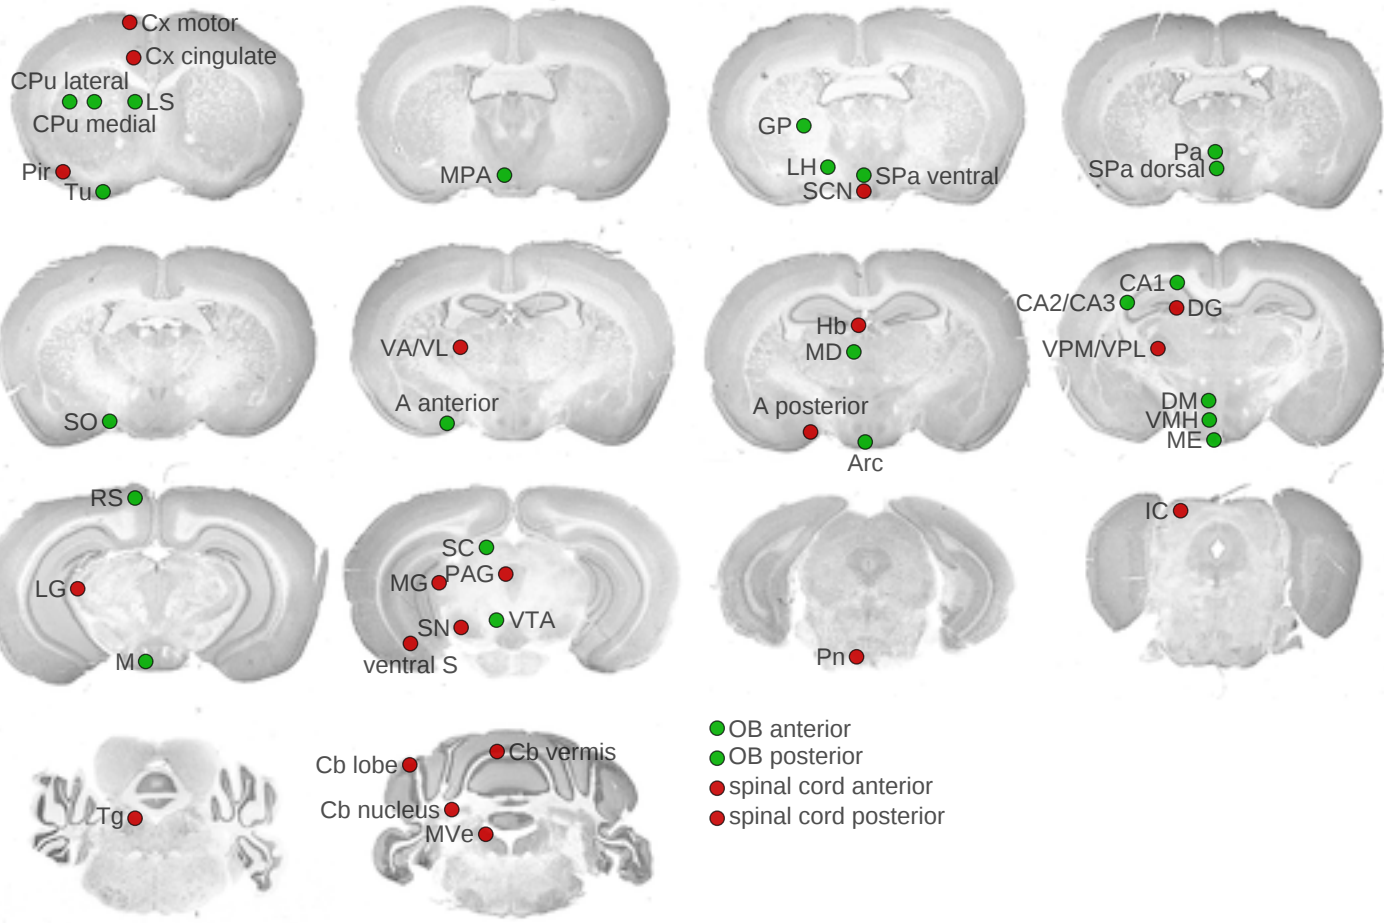 Cx motor
Cx cingulate
CPu lateral
LS
CPu medial
Pir
Tu
MPA
GP
LH
SPa ventral
SCN
Pa
SPa dorsal
SO
VA/VL
A anterior
Hb
MD
A posterior
Arc
CA1
CA2/CA3
DG
VPM/VPL
DM
VMH
ME
RS
LG
M
SC
MG
PAG
SN
VTA
ventral S
Pn
IC
Tg
Cb lobe
Cb vermis
Cb nucleus
MVe
OB anterior
OB posterior
spinal cord anterior
spinal cord posterior